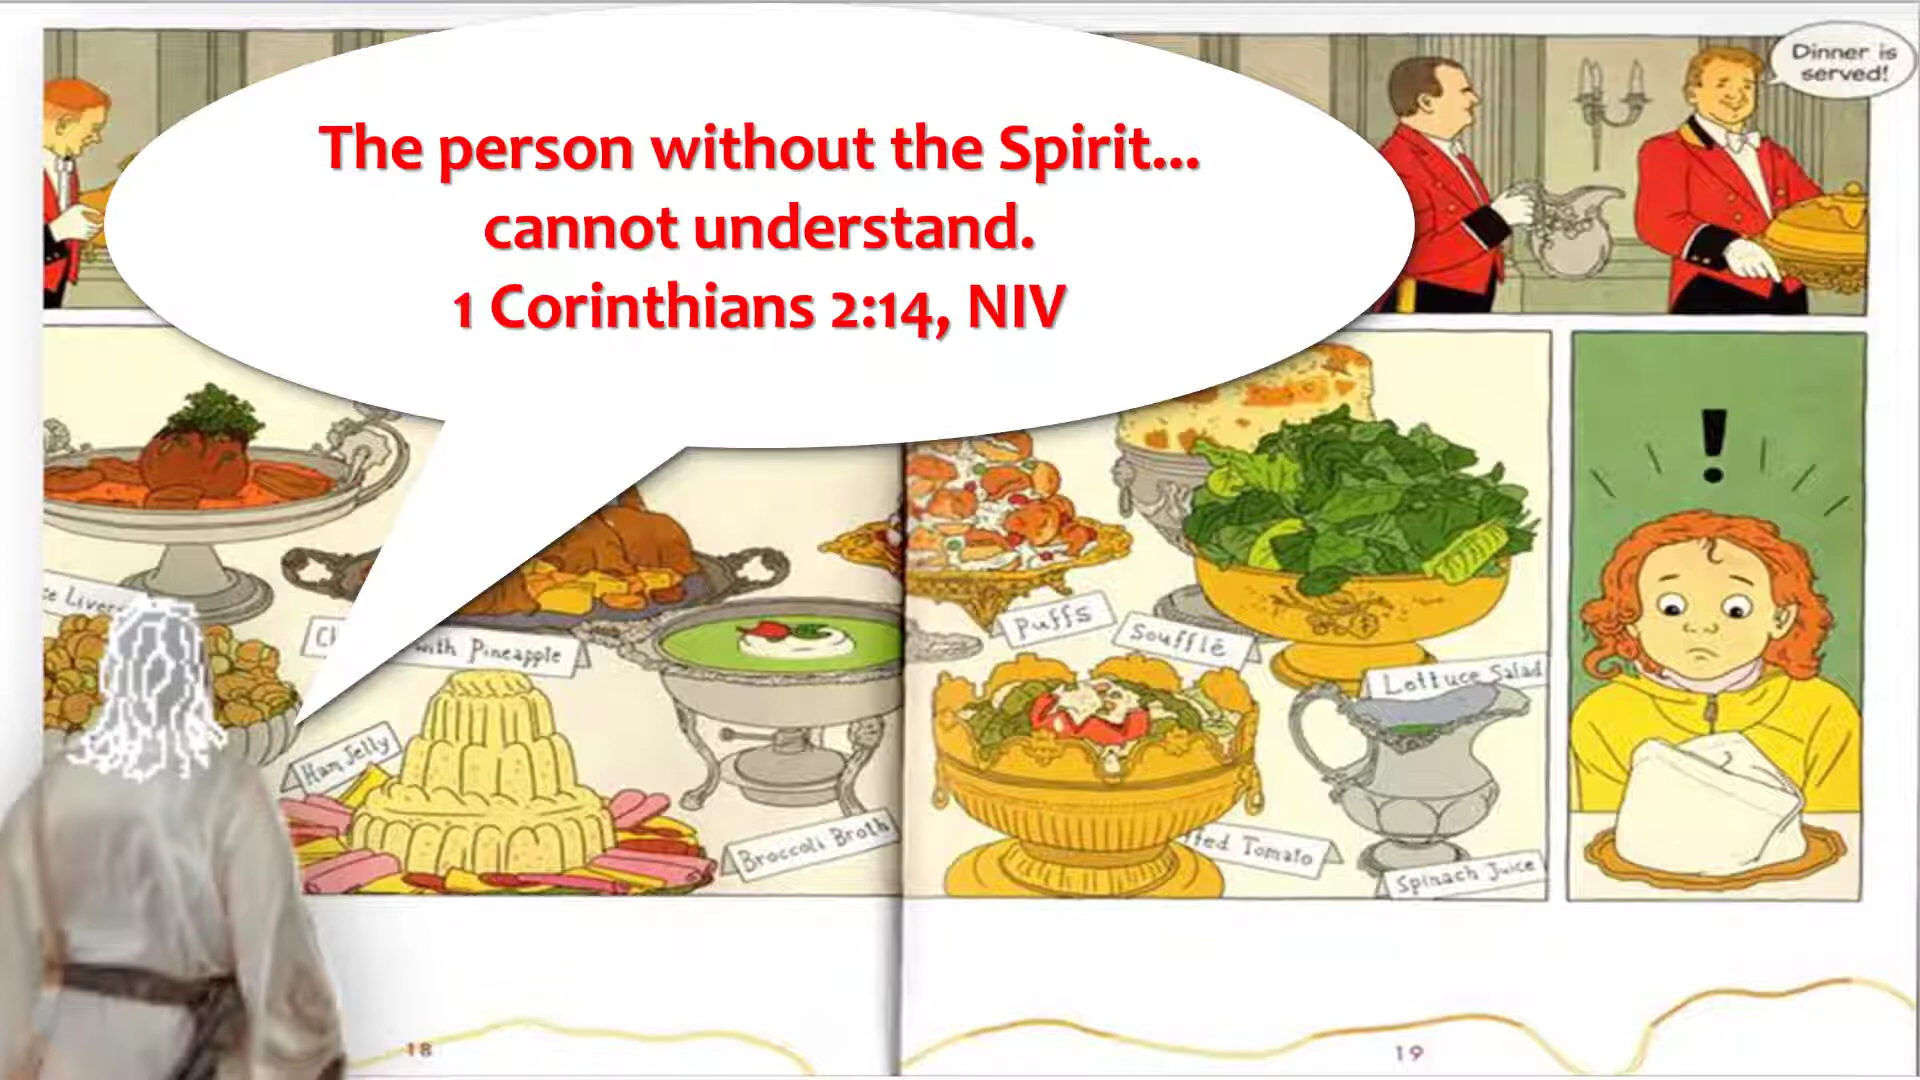 Dinner is
served!
The person without the Spirit...
cannot understand.
1 Corinthians 2:14, NIV
with Pineapple
Puffs
Soufflé
Lettuce Salad
Ham Jelly
Broccoli Broth
Tomato
Spinach Juice
18
19